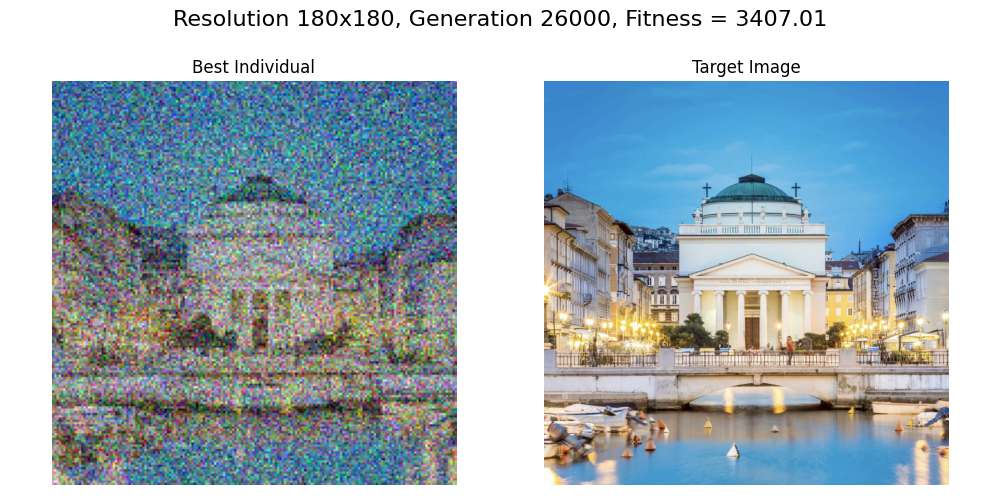 Resolution 180x180, Generation 26000, Fitness = 3407.01
Best Individual
Target Image